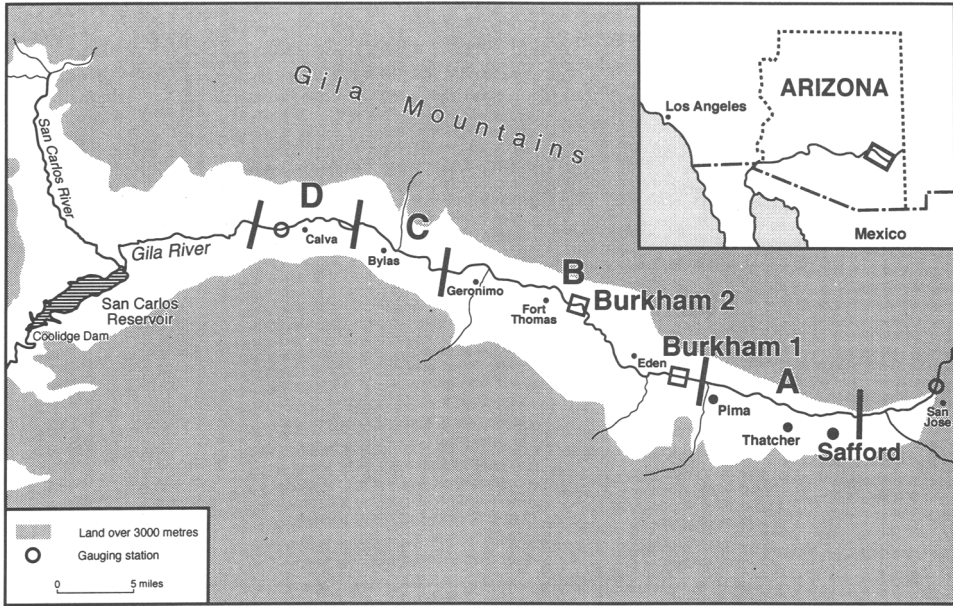 Gila Mountains
San Carlos River
Gila River
San Carlos
Reservoir
Coolidge Dam
D
Calva
C
Bylas
Geronimo
B
Fort
Thomas
Burkham 2
Eden
Burkham 1
A
Pima
Thatcher
Safford
San
Jose
ARIZONA
Los Angeles
Mexico
Land over 3000 metres
Gauging station
0 5 miles